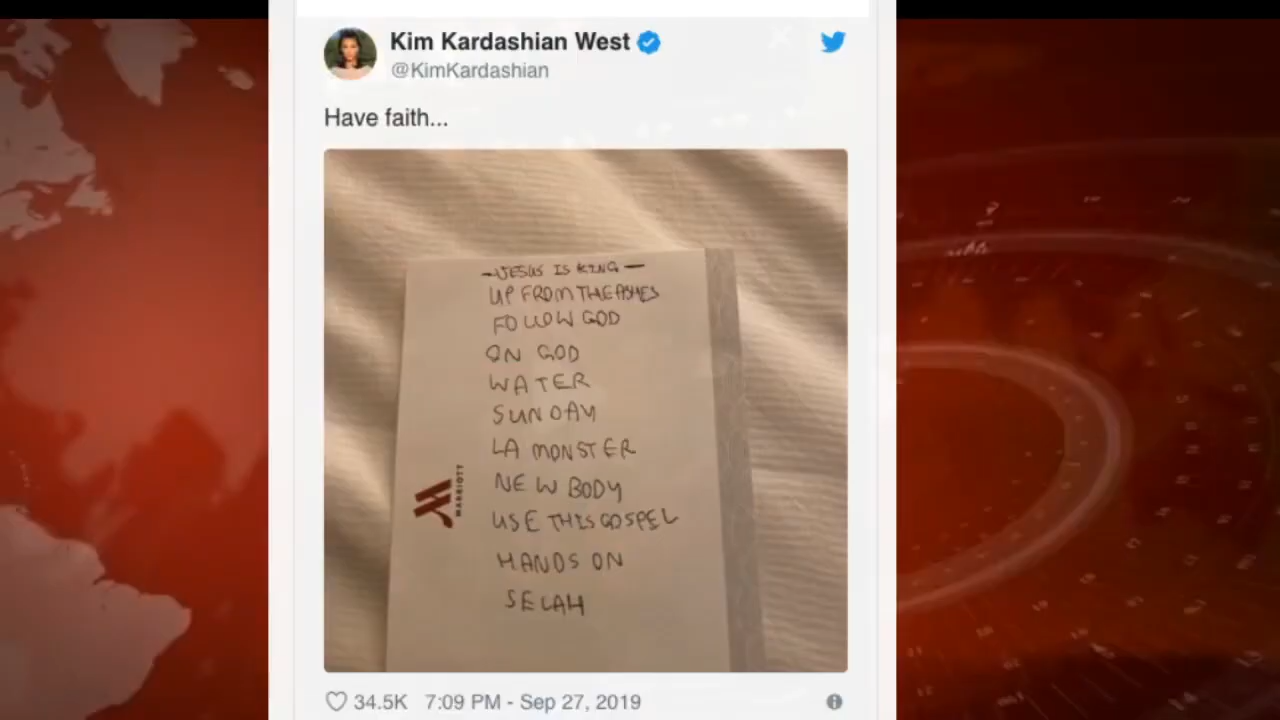 Kim Kardashian West
@KimKardashian
Have faith...
-JESUS IS KING-
UP FROM THE ASHES
FOLLOW GOD
ON GOD
WATER
SUNDAY
LA MONSTER
NEW BODY
USE THIS GOSPEL
HANDS ON
SELAH
MARRIOTT
34.5K 7:09 PM - Sep 27, 2019